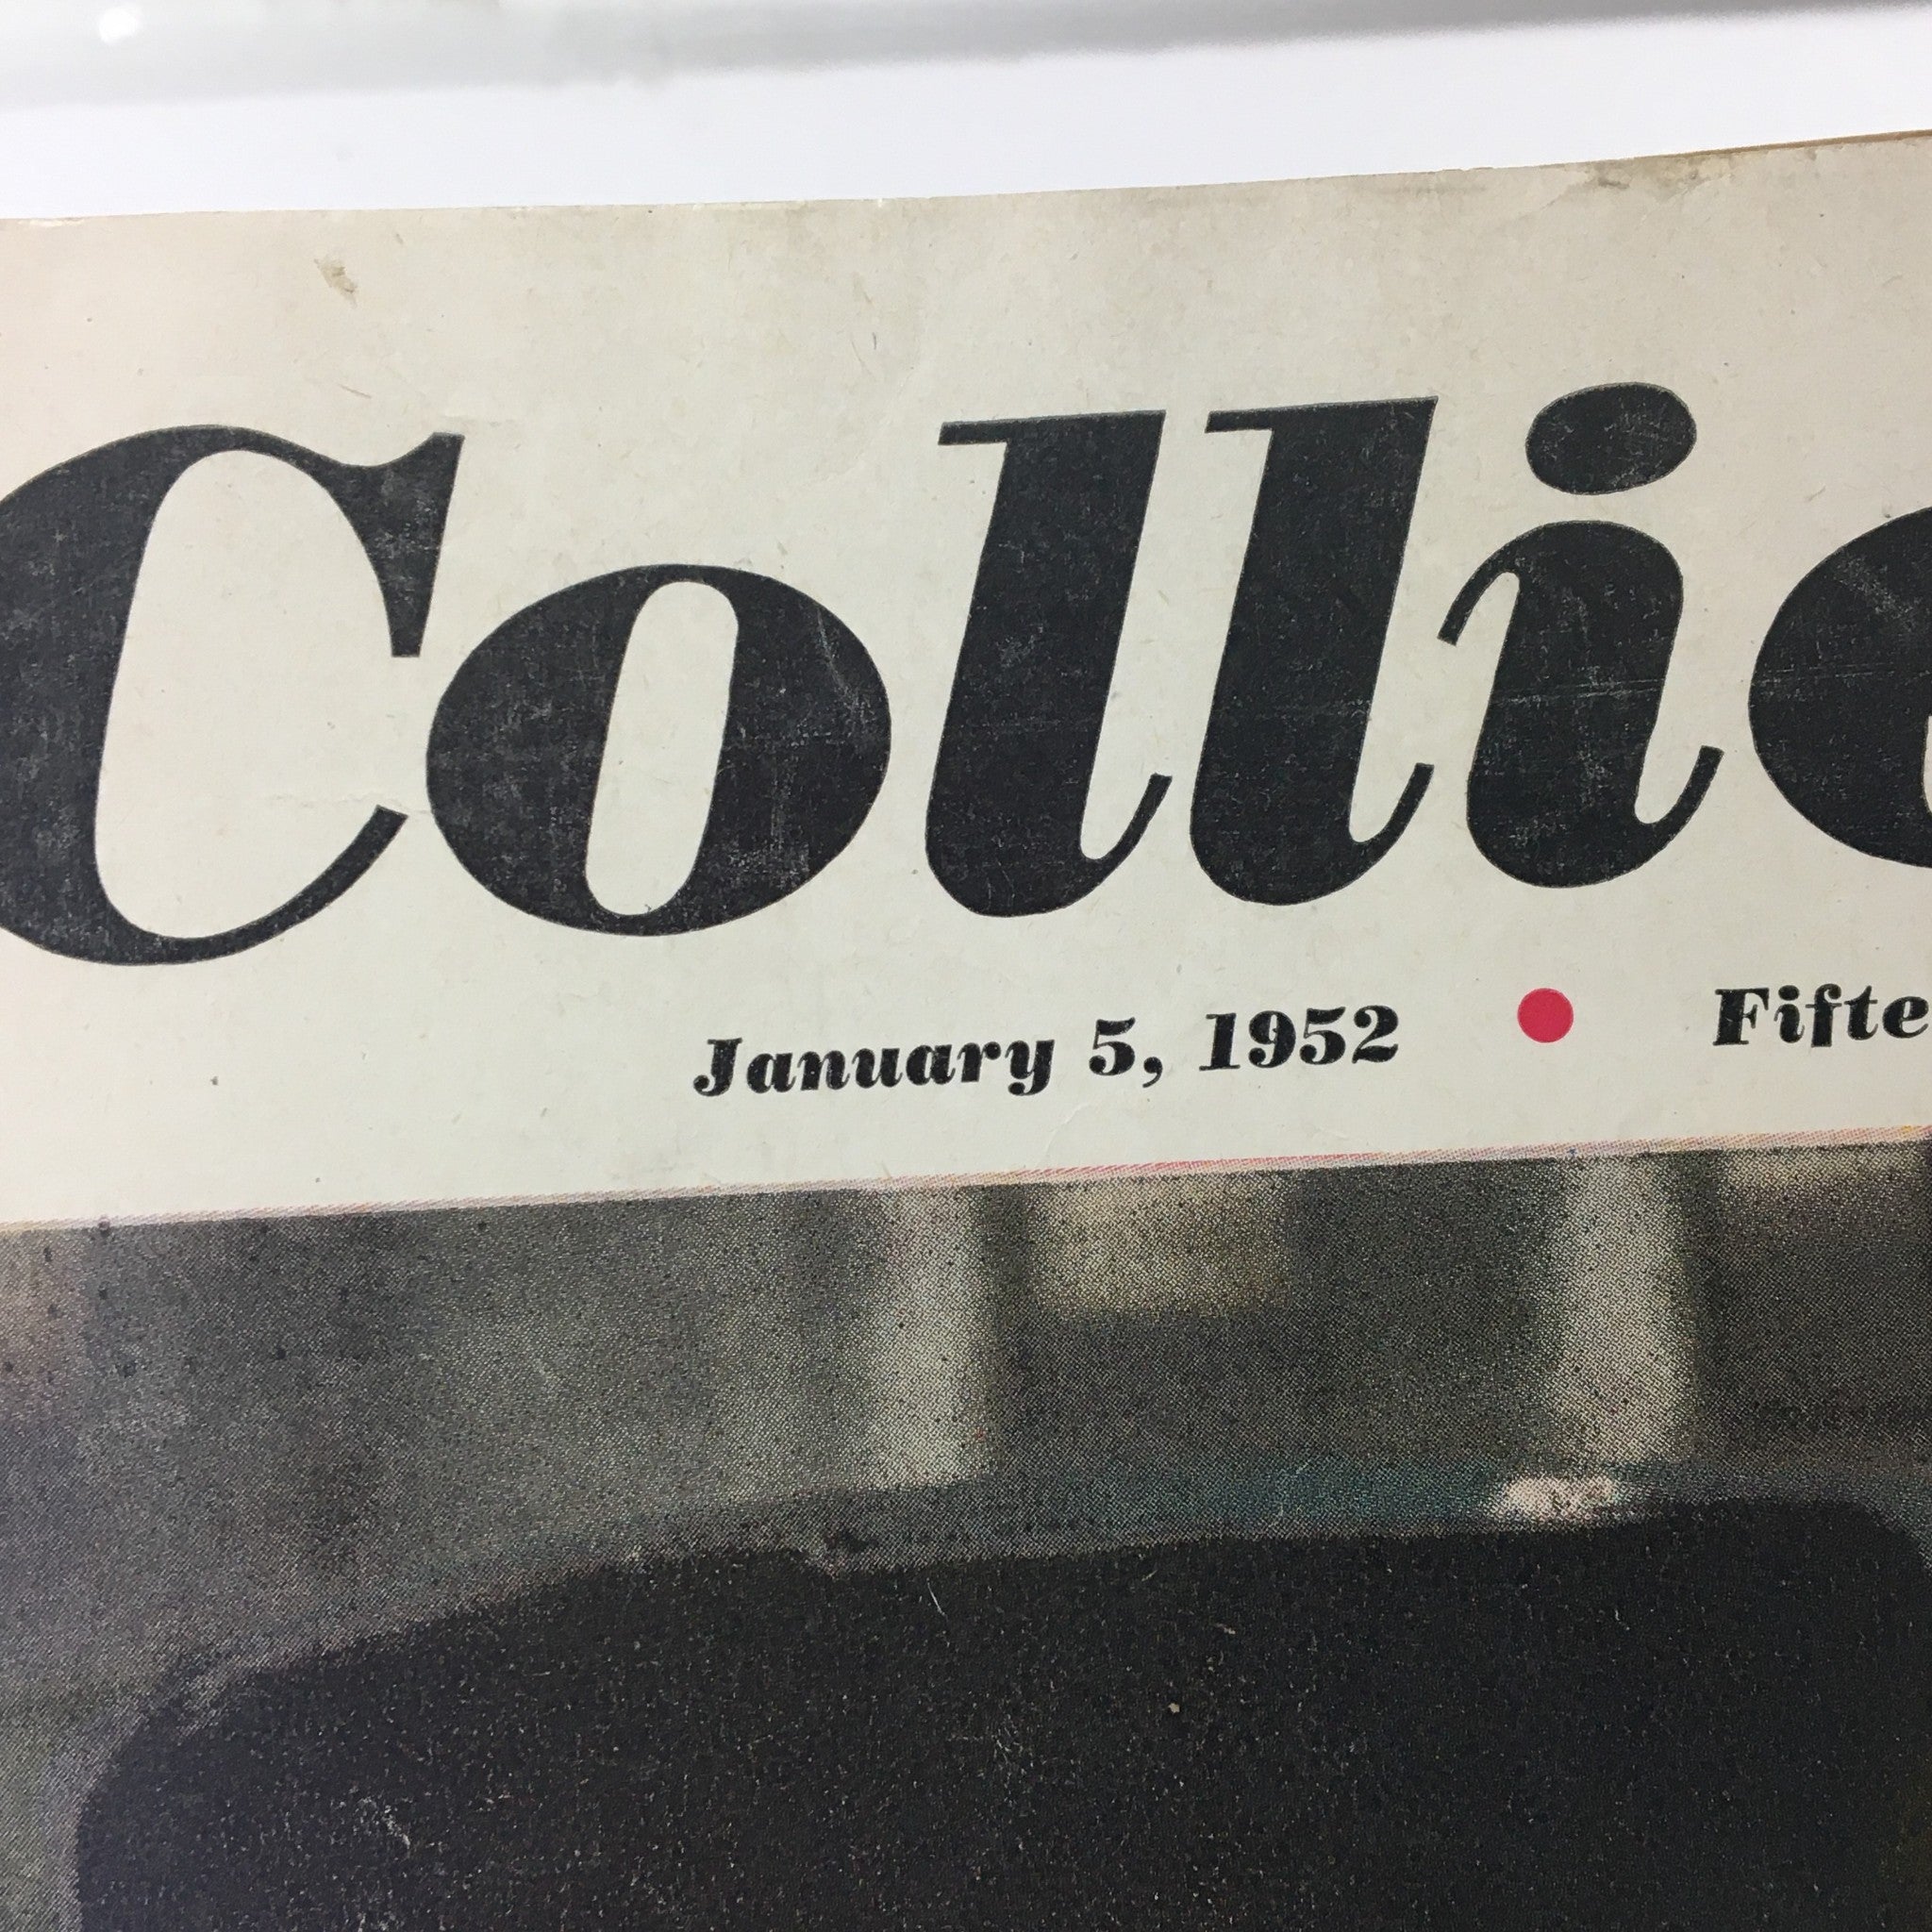 Collie
January 5, 1952 • Fifte